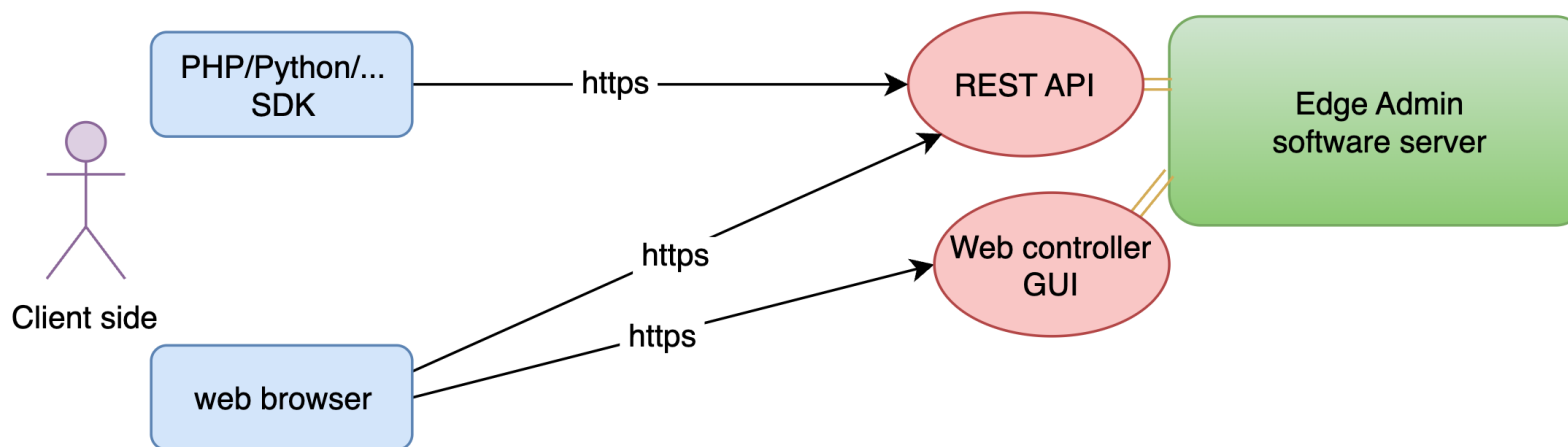 PHP/Python/...
SDK
https
REST API
Edge Admin
software server
https
Web controller
GUI
Client side
https
web browser